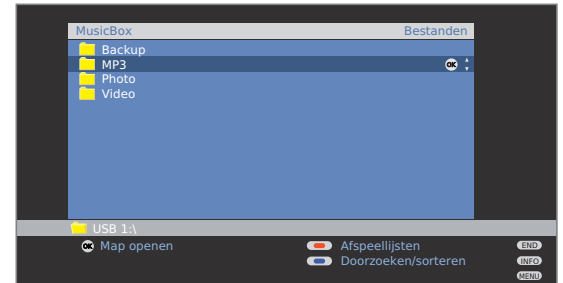 MusicBox Bestanden
Backup
MP3 OK
Photo
Video
USB 1:\
OK Map openen Afspeellijsten END
Doorzoeken/sorteren INFO
MENU